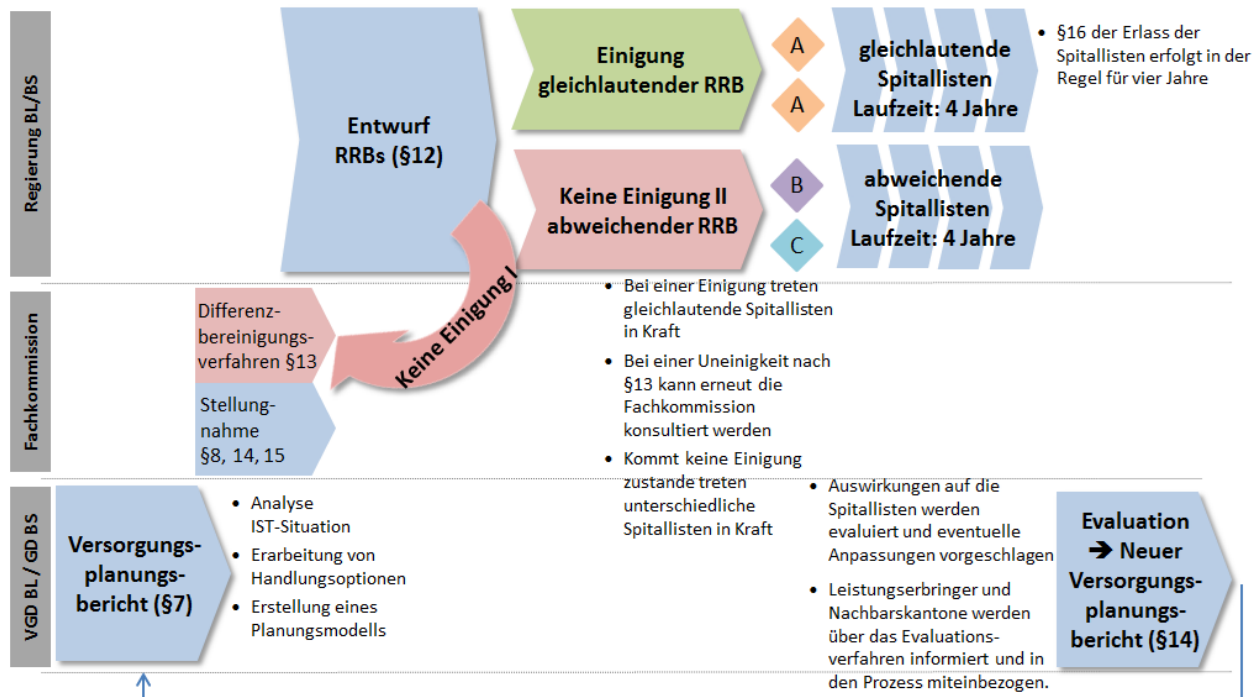 Regierung BL/BS
Entwurf
RRBs (§12)
Einigung
gleichlautender RRB
A
A
gleichlautende
Spitallisten
Laufzeit: 4 Jahre
• §16 der Erlass der
Spitallisten erfolgt in der
Regel für vier Jahre
Keine Einigung II
abweichender RRB
B
C
abweichende
Spitallisten
Laufzeit: 4 Jahre
Keine Einigung I
Fachkommission
Differenz-
bereinigungs-
verfahren §13
Stellung-
nahme
§8, 14, 15
• Bei einer Einigung treten
gleichlautende Spitallisten
in Kraft
• Bei einer Uneinigkeit nach
§13 kann erneut die
Fachkommission
konsultiert werden
• Kommt keine Einigung
zustande treten
unterschiedliche
Spitallisten in Kraft
VGD BL / GD BS
Versorgungs-
planungs-
bericht (§7)
• Analyse
IST-Situation
• Erarbeitung von
Handlungsoptionen
• Erstellung eines
Planungsmodells
• Auswirkungen auf die
Spitallisten werden
evaluiert und eventuelle
Anpassungen vorgeschlagen
• Leistungserbringer und
Nachbarskantone werden
über das Evaluations-
verfahren informiert und in
den Prozess miteinbezogen.
Evaluation
➔ Neuer
Versorgungs-
planungs-
bericht (§14)